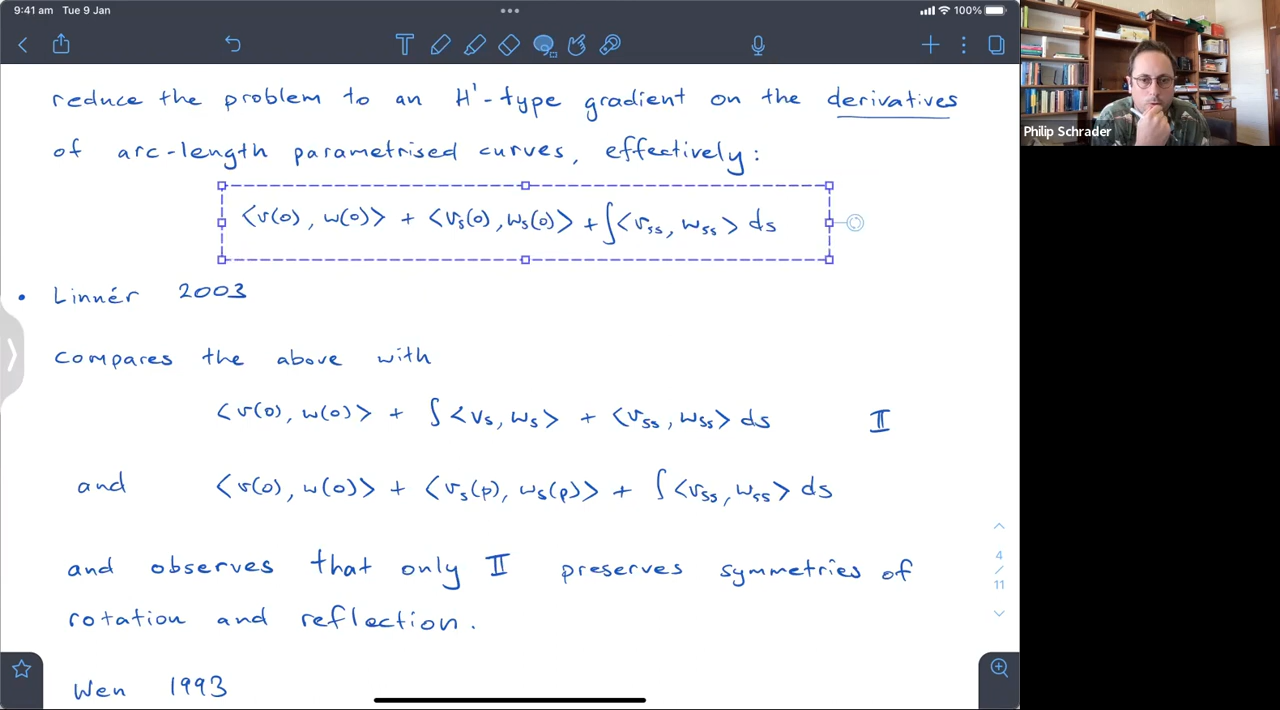 9:41 am Tue 9 Jan
100%
reduce the problem to an H¹-type gradient on the derivatives
of arc-length parametrised curves, effectively:
⟨v(0), w(0)⟩ + ⟨v_s(0), w_s(0)⟩ + ∫⟨v_ss, w_ss⟩ ds
• Linnér 2003
compares the above with
⟨v(0), w(0)⟩ + ∫⟨v_s, w_s⟩ + ⟨v_ss, w_ss⟩ ds II
and ⟨v(0), w(0)⟩ + ⟨v_s(p), w_s(p)⟩ + ∫⟨v_ss, w_ss⟩ ds
and observes that only II preserves symmetries of
rotation and reflection.
Wen 1993
4
/
11
Philip Schrader